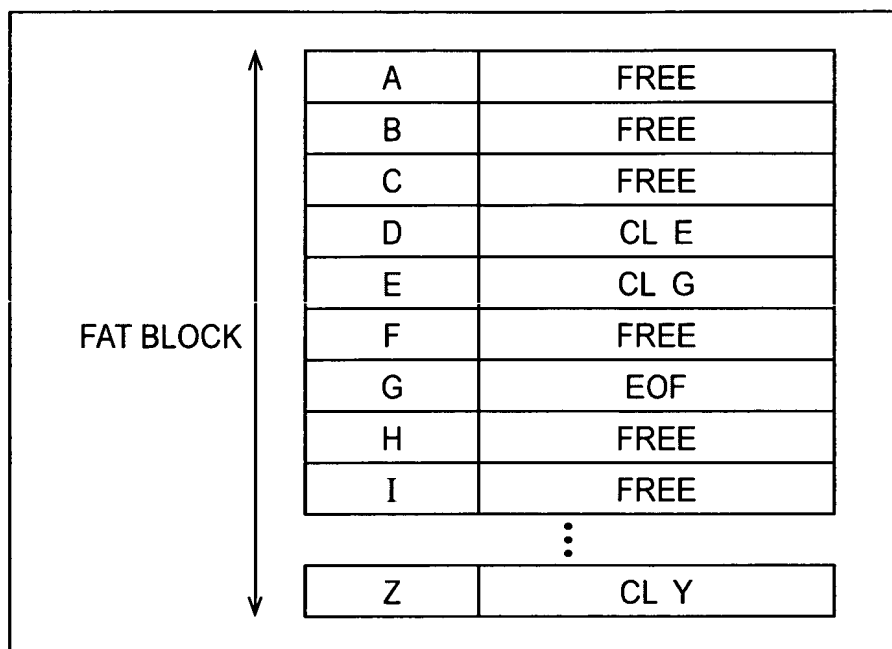 A FREE
B FREE
C FREE
D CL E
E CL G
FAT BLOCK
F FREE
G EOF
H FREE
I FREE
Z CL Y